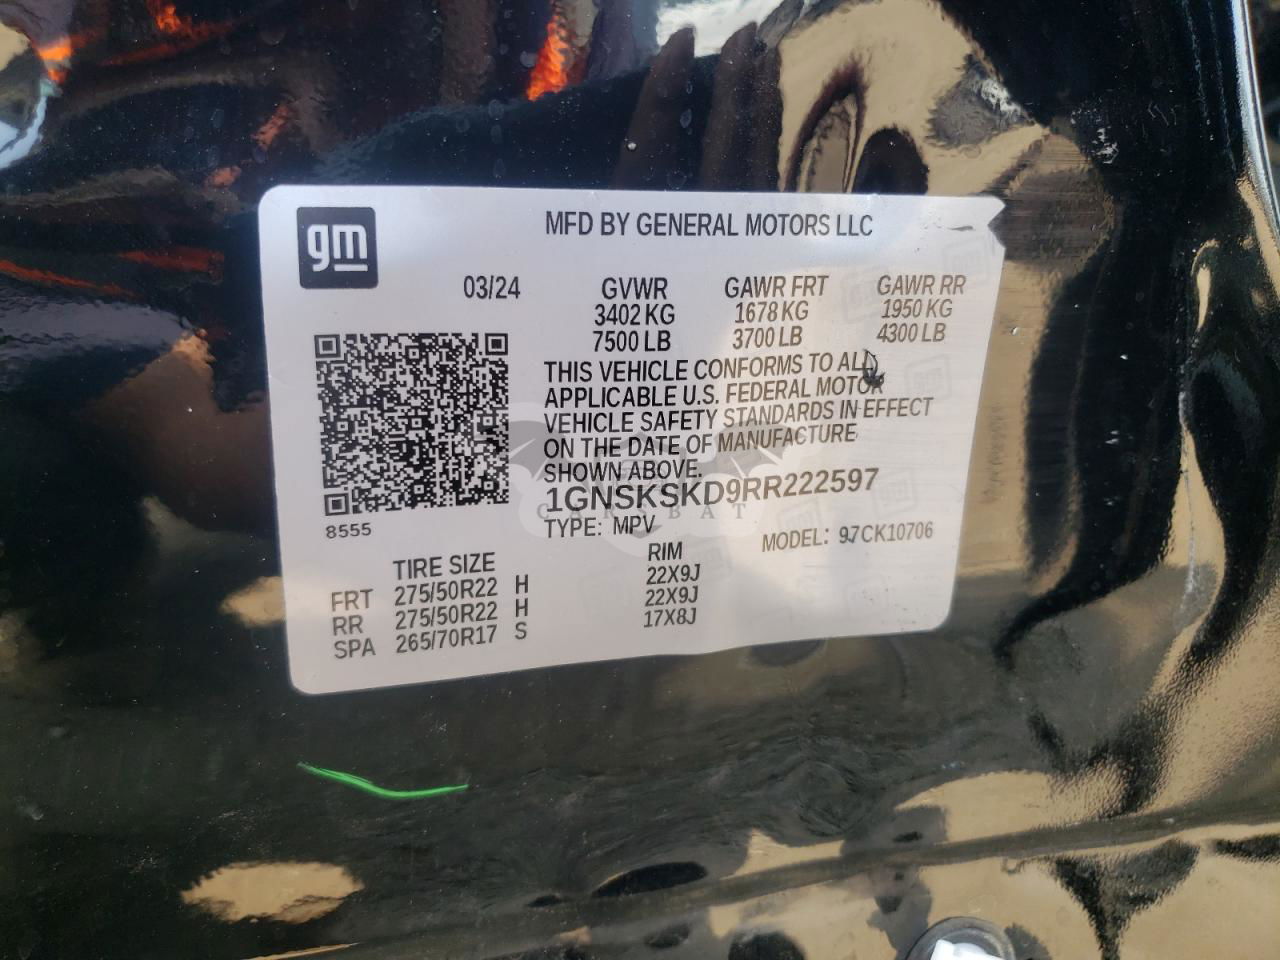 gm
MFD BY GENERAL MOTORS LLC
03/24 GVWR GAWR FRT GAWR RR
3402 KG 1678 KG 1950 KG
7500 LB 3700 LB 4300 LB
THIS VEHICLE CONFORMS TO ALL
APPLICABLE U.S. FEDERAL MOTOR
VEHICLE SAFETY STANDARDS IN EFFECT
ON THE DATE OF MANUFACTURE
SHOWN ABOVE.
1GNSKSKD9RR222597
CARSBAT
8555
TYPE: MPV MODEL: 97CK10706
TIRE SIZE RIM
FRT 275/50R22 H 22X9J
RR 275/50R22 H 22X9J
SPA 265/70R17 S 17X8J